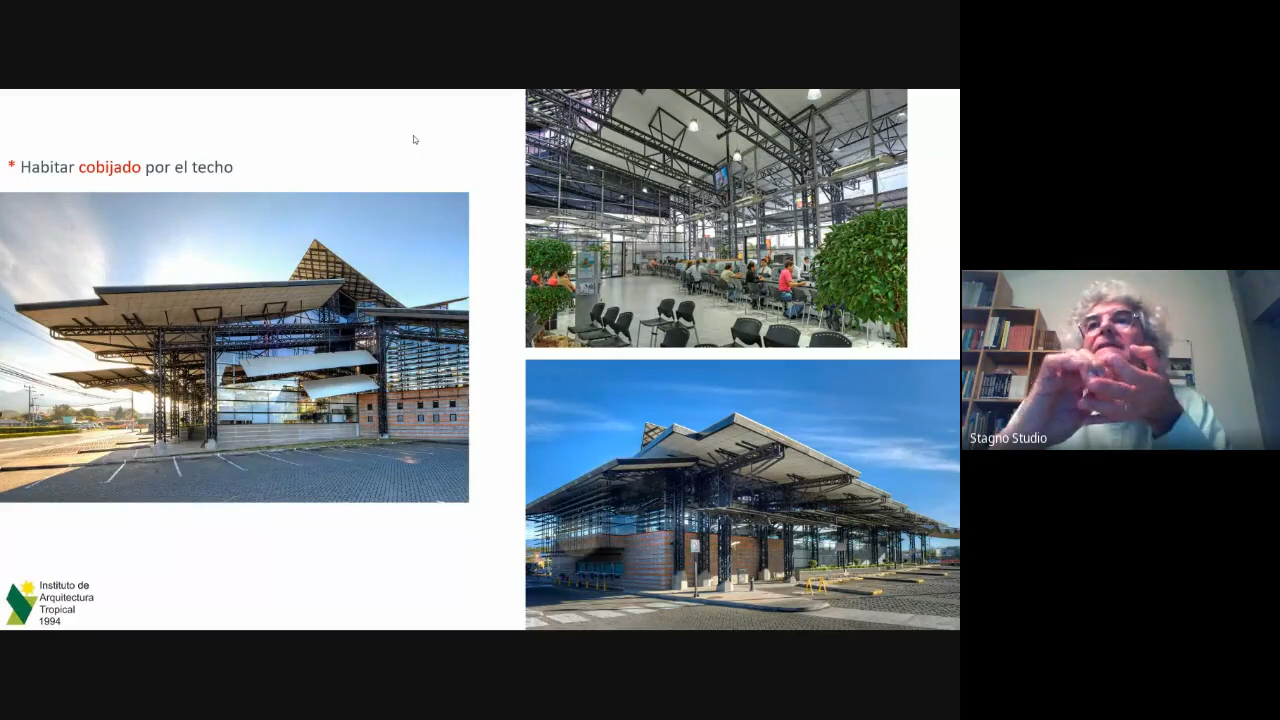 * Habitar cobijado por el techo
Instituto de
Arquitectura
Tropical
1994
Stagno Studio